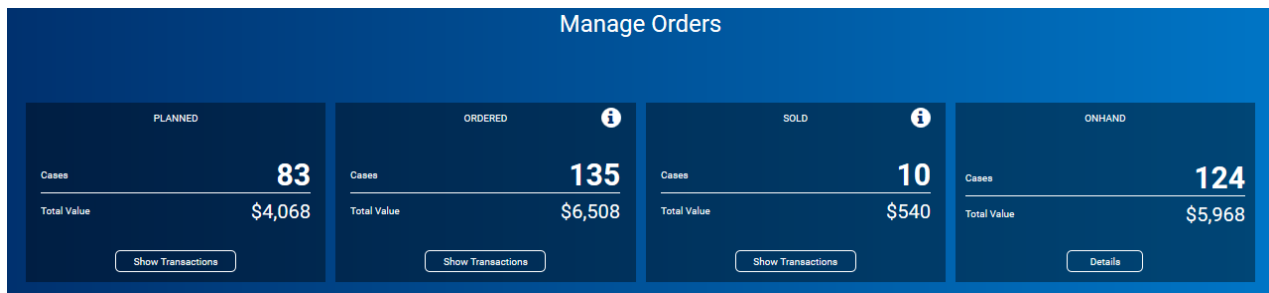 Manage Orders
PLANNED
Cases 83
Total Value $4,068
Show Transactions
ORDERED
Cases 135
Total Value $6,508
Show Transactions
SOLD
Cases 10
Total Value $540
Show Transactions
ONHAND
Cases 124
Total Value $5,968
Details